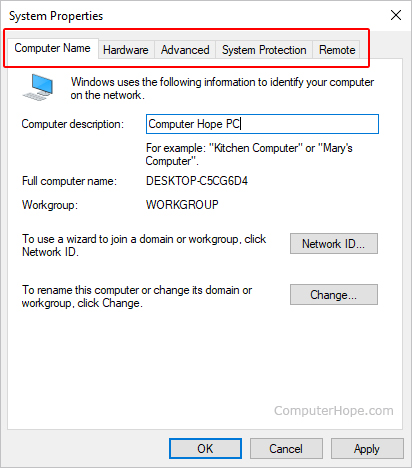 System Properties
Computer Name Hardware Advanced System Protection Remote
Windows uses the following information to identify your computer
on the network.
Computer description: Computer Hope PC
For example: "Kitchen Computer" or "Mary's
Computer".
Full computer name: DESKTOP-C5CG6D4
Workgroup: WORKGROUP
To use a wizard to join a domain or workgroup, click
Network ID.
Network ID...
To rename this computer or change its domain or
workgroup, click Change.
Change...
ComputerHope.com
OK Cancel Apply